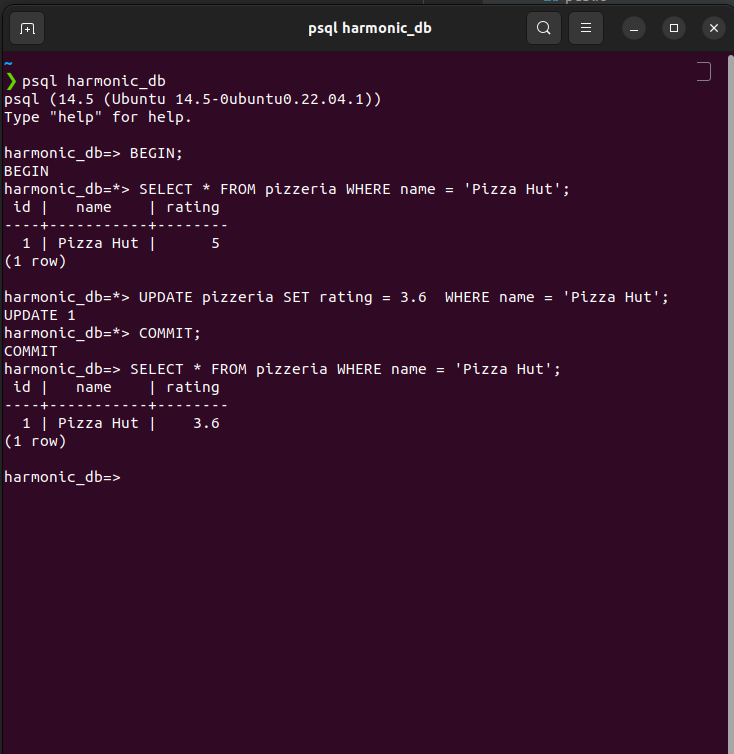 psql harmonic_db
~
❯ psql harmonic_db
psql (14.5 (Ubuntu 14.5-0ubuntu0.22.04.1))
Type "help" for help.

harmonic_db=> BEGIN;
BEGIN
harmonic_db=*> SELECT * FROM pizzeria WHERE name = 'Pizza Hut';
 id |   name    | rating
----+-----------+--------
  1 | Pizza Hut |      5
(1 row)

harmonic_db=*> UPDATE pizzeria SET rating = 3.6  WHERE name = 'Pizza Hut';
UPDATE 1
harmonic_db=*> COMMIT;
COMMIT
harmonic_db=> SELECT * FROM pizzeria WHERE name = 'Pizza Hut';
 id |   name    | rating
----+-----------+--------
  1 | Pizza Hut |    3.6
(1 row)

harmonic_db=>